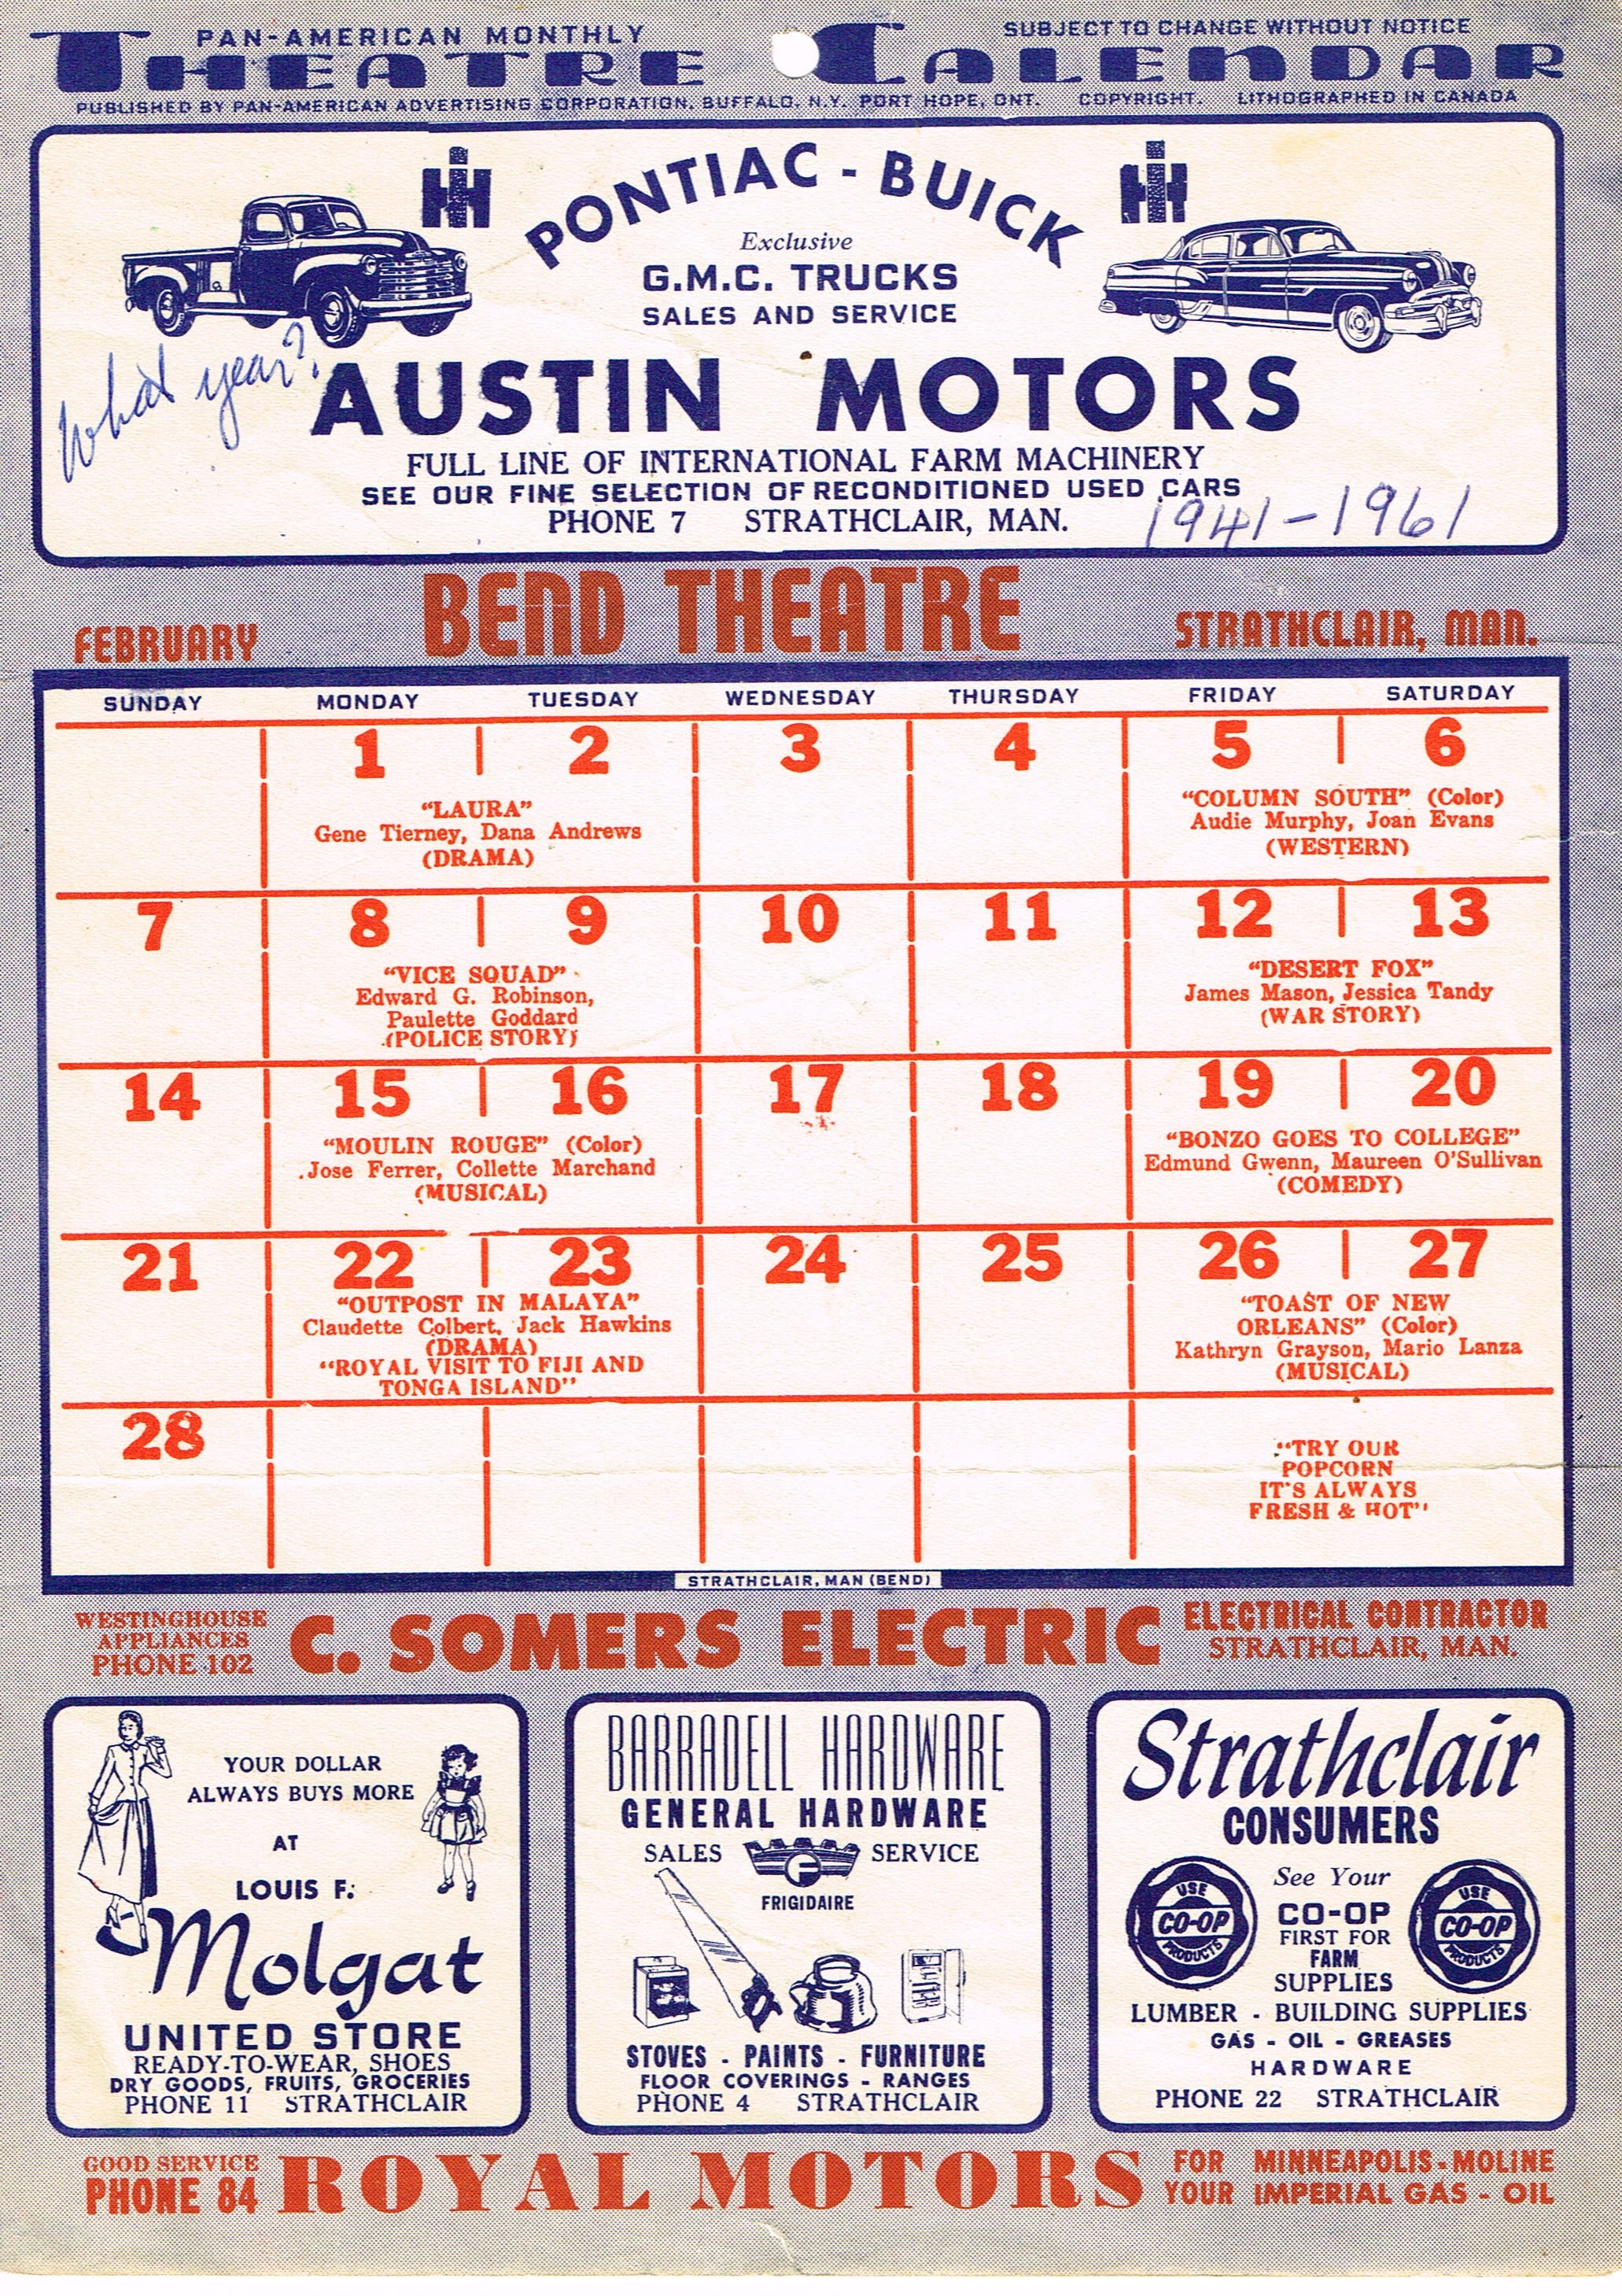 PAN-AMERICAN MONTHLY
SUBJECT TO CHANGE WITHOUT NOTICE
THEATRE CALENDAR
PUBLISHED BY PAN-AMERICAN ADVERTISING CORPORATION. BUFFALO, N.Y. PORT HOPE, ONT. COPYRIGHT. LITHOGRAPHED IN CANADA
PONTIAC - BUICK
Exclusive
G.M.C. TRUCKS
SALES AND SERVICE
What year?
AUSTIN MOTORS
FULL LINE OF INTERNATIONAL FARM MACHINERY
SEE OUR FINE SELECTION OF RECONDITIONED USED CARS
PHONE 7 STRATHCLAIR, MAN.
1941-1961
FEBRUARY
BEND THEATRE
STRATHCLAIR, MAN.
SUNDAY MONDAY TUESDAY WEDNESDAY THURSDAY FRIDAY SATURDAY
1 2 3 4 5 6
"LAURA"
Gene Tierney, Dana Andrews
(DRAMA)
"COLUMN SOUTH" (Color)
Audie Murphy, Joan Evans
(WESTERN)
7 8 9 10 11 12 13
"VICE SQUAD"
Edward G. Robinson,
Paulette Goddard
(POLICE STORY)
"DESERT FOX"
James Mason, Jessica Tandy
(WAR STORY)
14 15 16 17 18 19 20
"MOULIN ROUGE" (Color)
Jose Ferrer, Collette Marchand
(MUSICAL)
"BONZO GOES TO COLLEGE"
Edmund Gwenn, Maureen O'Sullivan
(COMEDY)
21 22 23 24 25 26 27
"OUTPOST IN MALAYA"
Claudette Colbert, Jack Hawkins
(DRAMA)
"ROYAL VISIT TO FIJI AND
TONGA ISLAND"
"TOAST OF NEW
ORLEANS" (Color)
Kathryn Grayson, Mario Lanza
(MUSICAL)
28
"TRY OUR
POPCORN
IT'S ALWAYS
FRESH & HOT"
STRATHCLAIR, MAN (BEND)
WESTINGHOUSE
APPLIANCES
PHONE 102
C. SOMERS ELECTRIC
ELECTRICAL CONTRACTOR
STRATHCLAIR, MAN.
YOUR DOLLAR
ALWAYS BUYS MORE
AT
LOUIS F.
Molgat
UNITED STORE
READY-TO-WEAR, SHOES
DRY GOODS, FRUITS, GROCERIES
PHONE 11 STRATHCLAIR
BARRADELL HARDWARE
GENERAL HARDWARE
SALES F SERVICE
FRIGIDAIRE
STOVES - PAINTS - FURNITURE
FLOOR COVERINGS - RANGES
PHONE 4 STRATHCLAIR
Strathclair
CONSUMERS
USE
CO-OP
PRODUCTS
See Your
CO-OP
FIRST FOR
FARM
SUPPLIES
USE
CO-OP
PRODUCTS
LUMBER - BUILDING SUPPLIES
GAS - OIL - GREASES
HARDWARE
PHONE 22 STRATHCLAIR
GOOD SERVICE
PHONE 84
ROYAL MOTORS
FOR YOUR
MINNEAPOLIS-MOLINE
IMPERIAL GAS - OIL